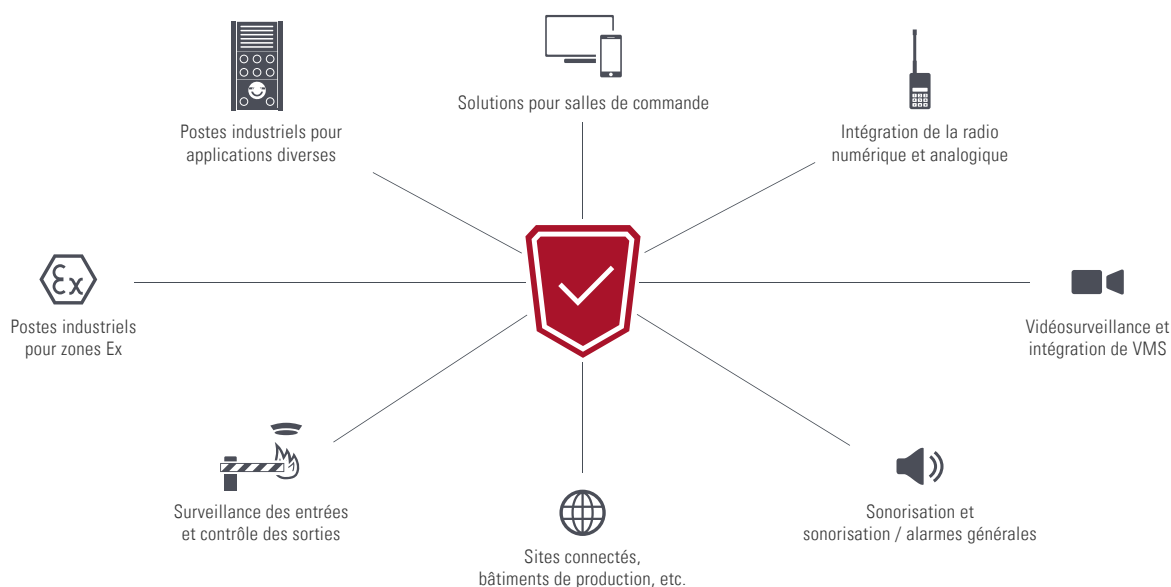 Solutions pour salles de commande
Postes industriels pour
applications diverses
Intégration de la radio
numérique et analogique
Ex
Postes industriels
pour zones Ex
Vidéosurveillance et
intégration de VMS
Surveillance des entrées
et contrôle des sorties
Sonorisation et
sonorisation / alarmes générales
Sites connectés,
bâtiments de production, etc.